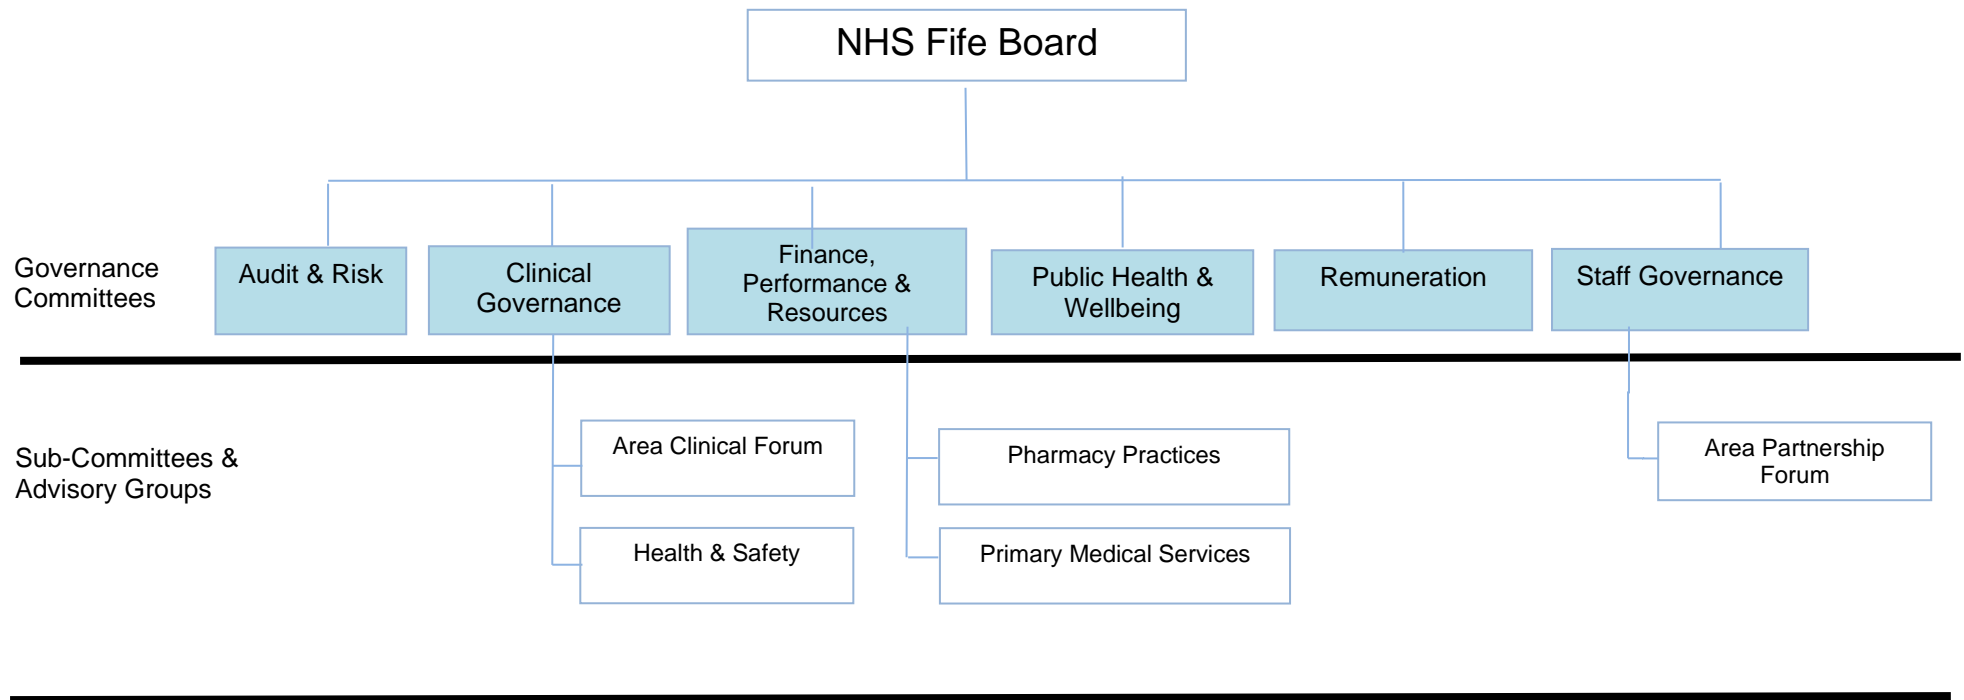 NHS Fife Board
Governance
Committees
Audit & Risk
Clinical
Governance
Finance,
Performance &
Resources
Public Health &
Wellbeing
Remuneration
Staff Governance
Sub-Committees &
Advisory Groups
Area Clinical Forum
Health & Safety
Pharmacy Practices
Primary Medical Services
Area Partnership
Forum